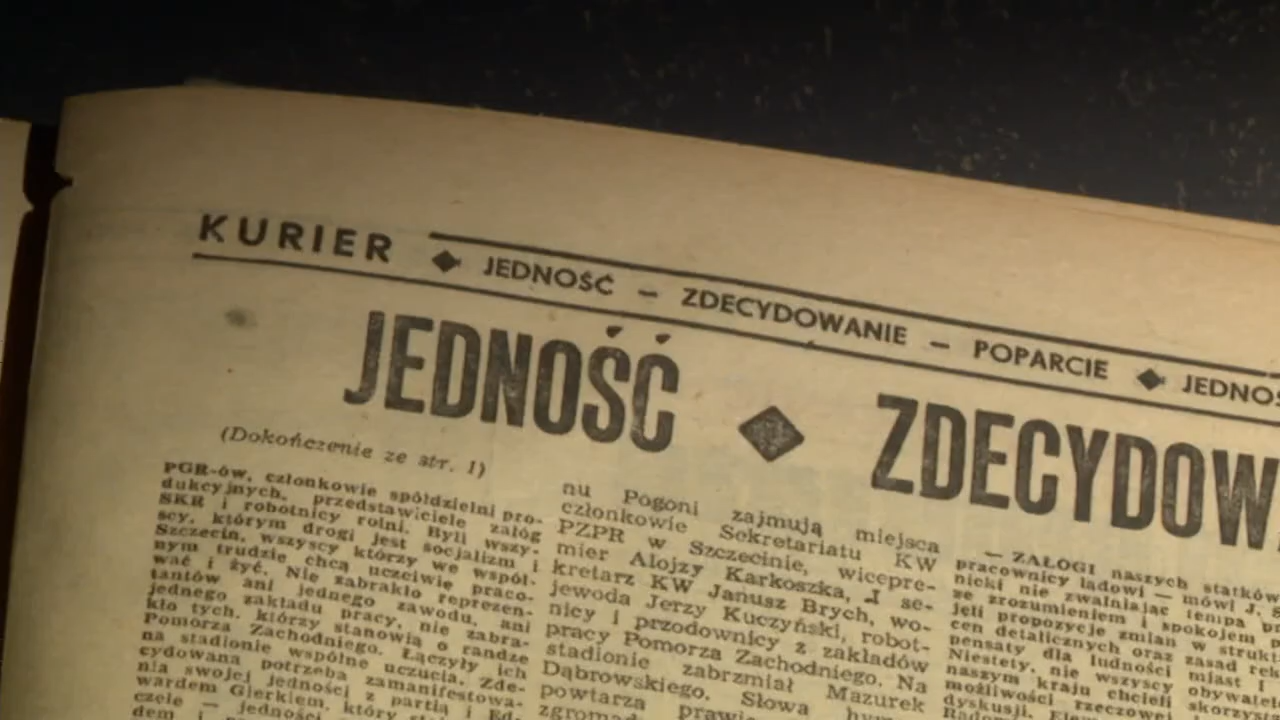 KURIER ◆ JEDNOŚĆ — ZDECYDOWANIE — POPARCIE ◆ JEDNOŚ
JEDNOŚĆ ◆ ZDECYDOW
(Dokończenie ze str. 1)
PGR-ów, członkowie spółdzielni pro-
dukcyjnych, przedstawiciele załóg
SKR i robotnicy rolni. Byli wszy-
scy, którym drogi jest socjalizm i
Szczecin, wszyscy którzy we współ-
nym trudzie chcą uczciwie praco-
wać i żyć. Nie zabrakło reprezen-
tantów ani jednego zawodu, ani
jednego zakładu pracy, nie zabra-
kło tych, którzy stanowią o randze
Pomorza Zachodniego. Łączyły ich
na stadionie wspólne uczucia. Zde-
cydowana potrzeba zamanifestowa-
nia swojej jedności z partią i Ed-
wardem Gierkiem, który
czele — jedności
dem i
nu Pogoni zajmują miejsca
członkowie Sekretariatu KW
PZPR w Szczecinie, wicepre-
mier Alojzy Karkoszka, I se-
kretarz KW Janusz Brych, wo-
jewoda Jerzy Kuczyński, robot-
nicy i przodownicy z zakładów
pracy Pomorza Zachodniego. Na
stadionie zabrzmiał Mazurek
Dąbrowskiego. Słowa
powtarza
— ZAŁOGI naszych statków
pracownicy lądowi — mówi J.
nicki nie zwalniając tempa
ze zrozumieniem i spokojem
jęli propozycje zmian w
cen detalicznych oraz zasad
pensaty dla ludności miast i
Niestety, nie wszyscy
naszym kraju chcieli
możliwości rzeczowej
dyskusji.